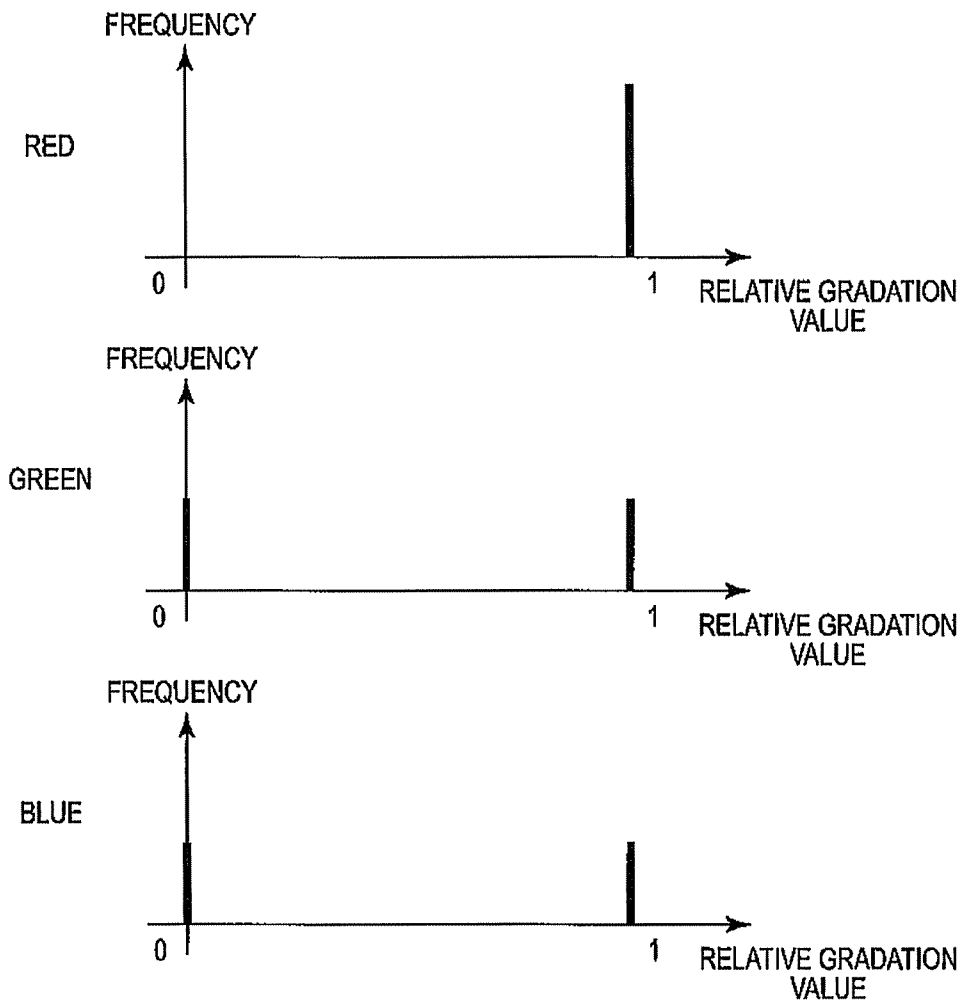 FREQUENCY
RED
0
1
RELATIVE GRADATION
VALUE
FREQUENCY
GREEN
0
1
RELATIVE GRADATION
VALUE
FREQUENCY
BLUE
0
1
RELATIVE GRADATION
VALUE